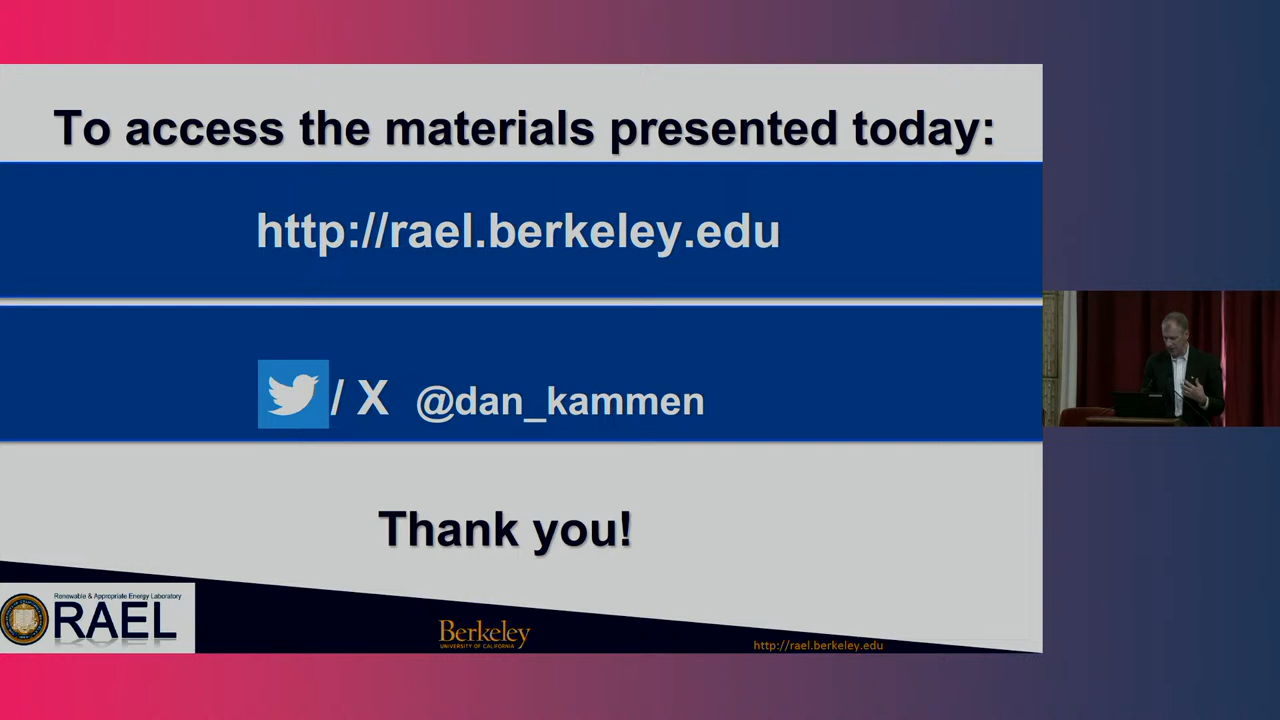 To access the materials presented today:
http://rael.berkeley.edu
/ X @dan_kammen
Thank you!
Renewable & Appropriate Energy Laboratory
RAEL
Berkeley
UNIVERSITY OF CALIFORNIA
http://rael.berkeley.edu